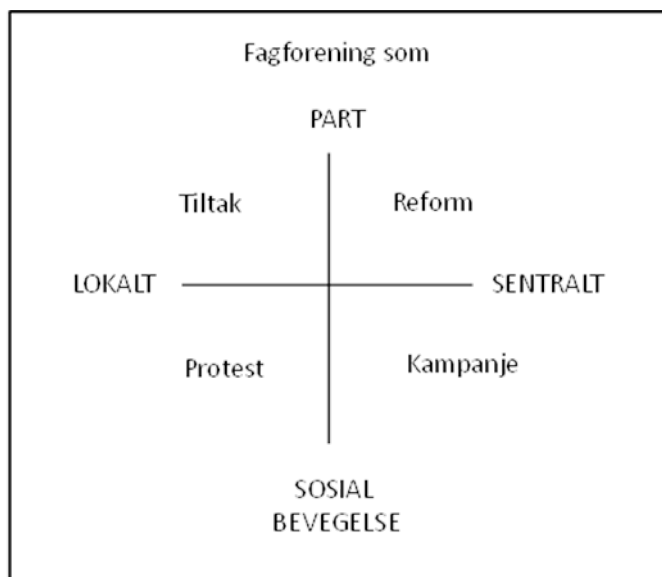 Fagforening som
PART
Tiltak
Reform
LOKALT
SENTRALT
Protest
Kampanje
SOSIAL
BEVEGELSE